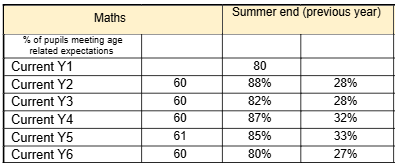 Maths Summer end (previous year)
% of pupils meeting age
related expectations
Current Y1 80
Current Y2 60 88% 28%
Current Y3 60 82% 28%
Current Y4 60 87% 32%
Current Y5 61 85% 33%
Current Y6 60 80% 27%